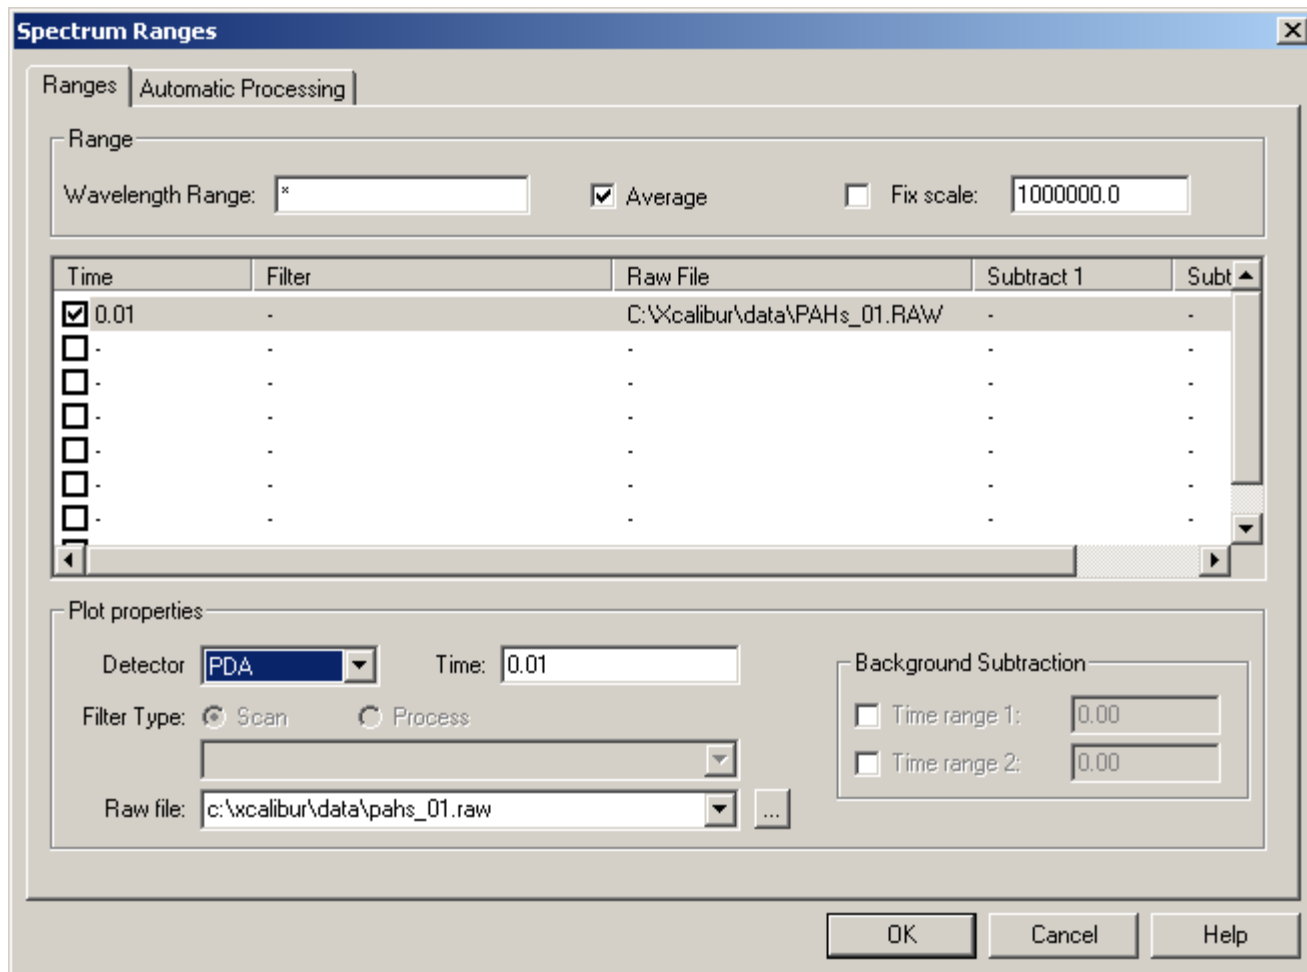 Spectrum Ranges
Ranges Automatic Processing
Range
Wavelength Range: * Average Fix scale: 1000000.0
Time Filter Raw File Subtract 1 Subt
0.01 - C:\Xcalibur\data\PAHs_01.RAW - -
- - - - -
- - - - -
- - - - -
- - - - -
- - - - -
- - - - -
Plot properties
Detector PDA Time: 0.01 Background Subtraction
Filter Type: Scan Process Time range 1: 0.00
Time range 2: 0.00
Raw file: c:\xcalibur\data\pahs_01.raw ...
OK Cancel Help